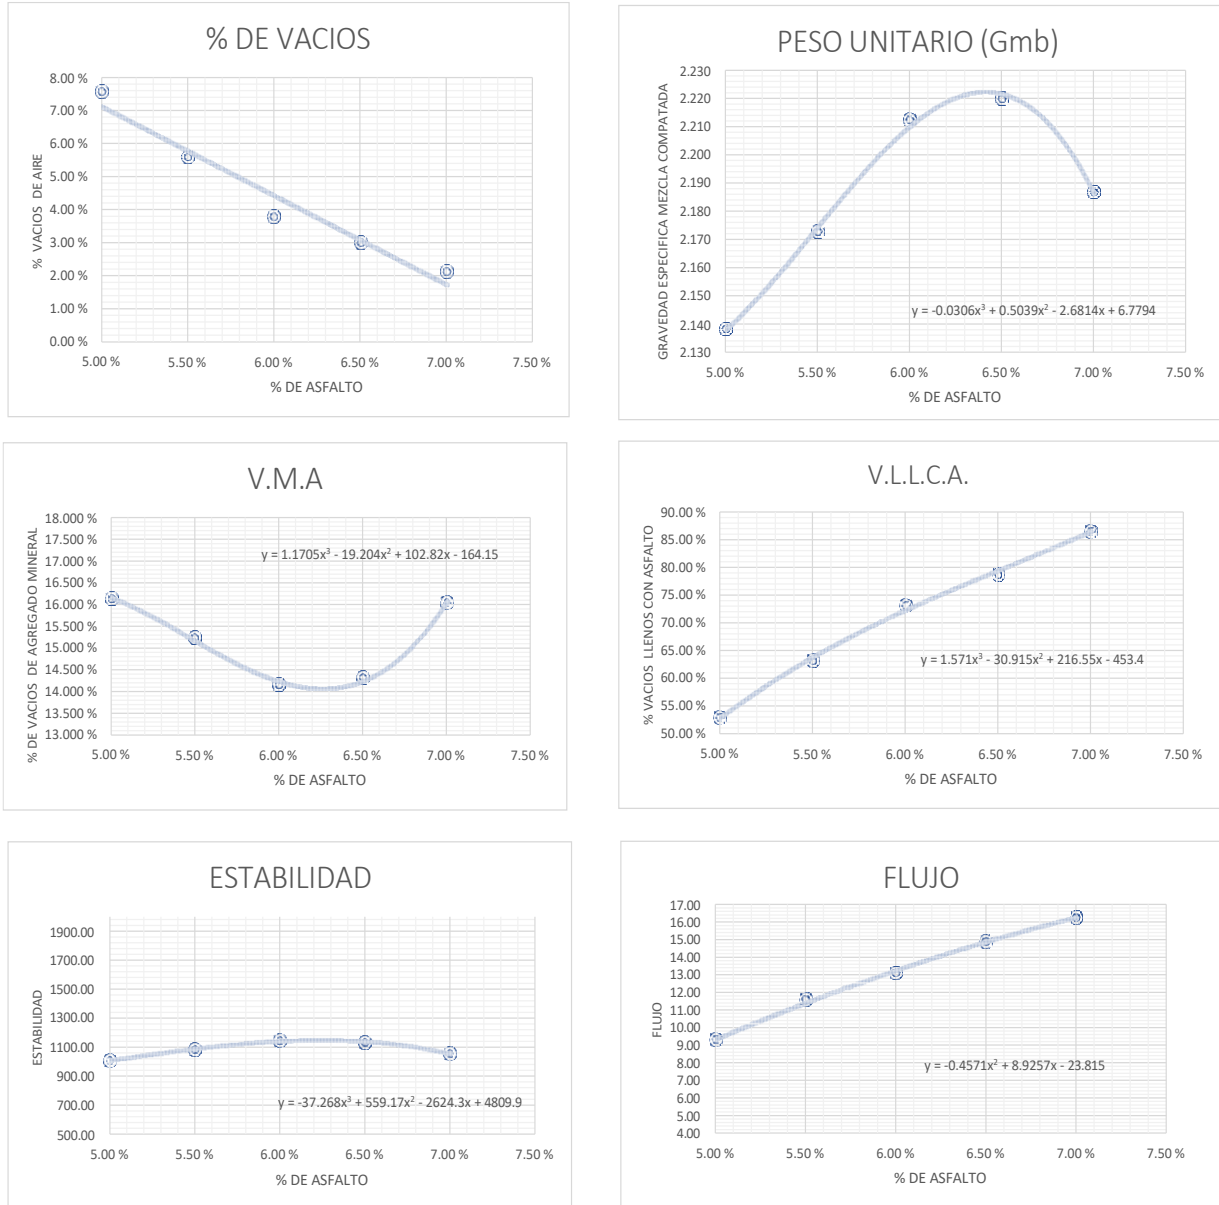 % DE VACIOS
% VACIOS DE AIRE
8.00 %
7.00 %
6.00 %
5.00 %
4.00 %
3.00 %
2.00 %
1.00 %
0.00 %
5.00 % 5.50 % 6.00 % 6.50 % 7.00 % 7.50 %
% DE ASFALTO
PESO UNITARIO (Gmb)
GRAVEDAD ESPECIFICA MEZCLA COMPATADA
2.230
2.220
2.210
2.200
2.190
2.180
2.170
2.160
2.150
2.140
2.130
y = -0.0306x³ + 0.5039x² - 2.6814x + 6.7794
5.00 % 5.50 % 6.00 % 6.50 % 7.00 % 7.50 %
% DE ASFALTO
V.M.A
% DE VACIOS DE AGREGADO MINERAL
18.000 %
17.500 %
17.000 %
16.500 %
16.000 %
15.500 %
15.000 %
14.500 %
14.000 %
13.500 %
13.000 %
y = 1.1705x³ - 19.204x² + 102.82x - 164.15
5.00 % 5.50 % 6.00 % 6.50 % 7.00 % 7.50 %
% DE ASFALTO
V.L.L.C.A.
% VACIOS LLENOS CON ASFALTO
90.00 %
85.00 %
80.00 %
75.00 %
70.00 %
65.00 %
60.00 %
55.00 %
50.00 %
y = 1.571x³ - 30.915x² + 216.55x - 453.4
5.00 % 5.50 % 6.00 % 6.50 % 7.00 % 7.50 %
% DE ASFALTO
ESTABILIDAD
ESTABILIDAD
1900.00
1700.00
1500.00
1300.00
1100.00
900.00
700.00
500.00
y = -37.268x³ + 559.17x² - 2624.3x + 4809.9
5.00 % 5.50 % 6.00 % 6.50 % 7.00 % 7.50 %
% DE ASFALTO
FLUJO
FLUJO
17.00
16.00
15.00
14.00
13.00
12.00
11.00
10.00
9.00
8.00
7.00
6.00
5.00
4.00
y = -0.4571x² + 8.9257x - 23.815
5.00 % 5.50 % 6.00 % 6.50 % 7.00 % 7.50 %
% DE ASFALTO